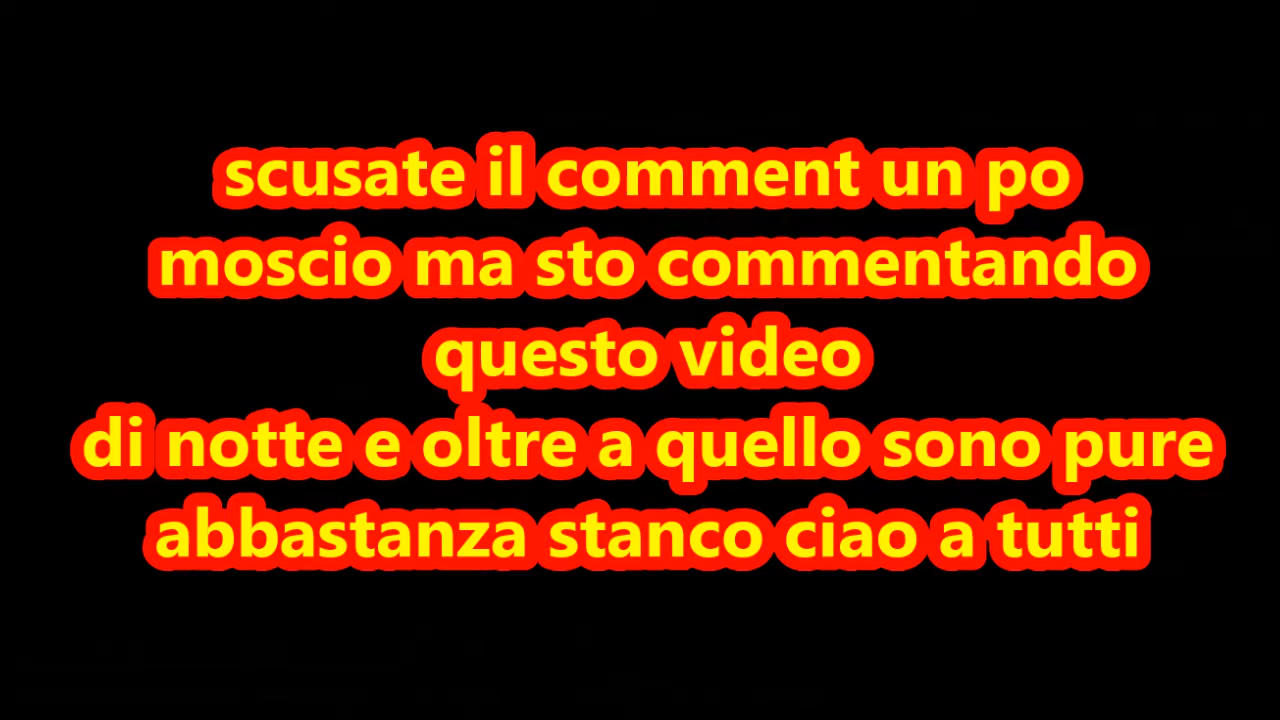 scusate il comment un po
moscio ma sto commentando
questo video
di notte e oltre a quello sono pure
abbastanza stanco ciao a tutti